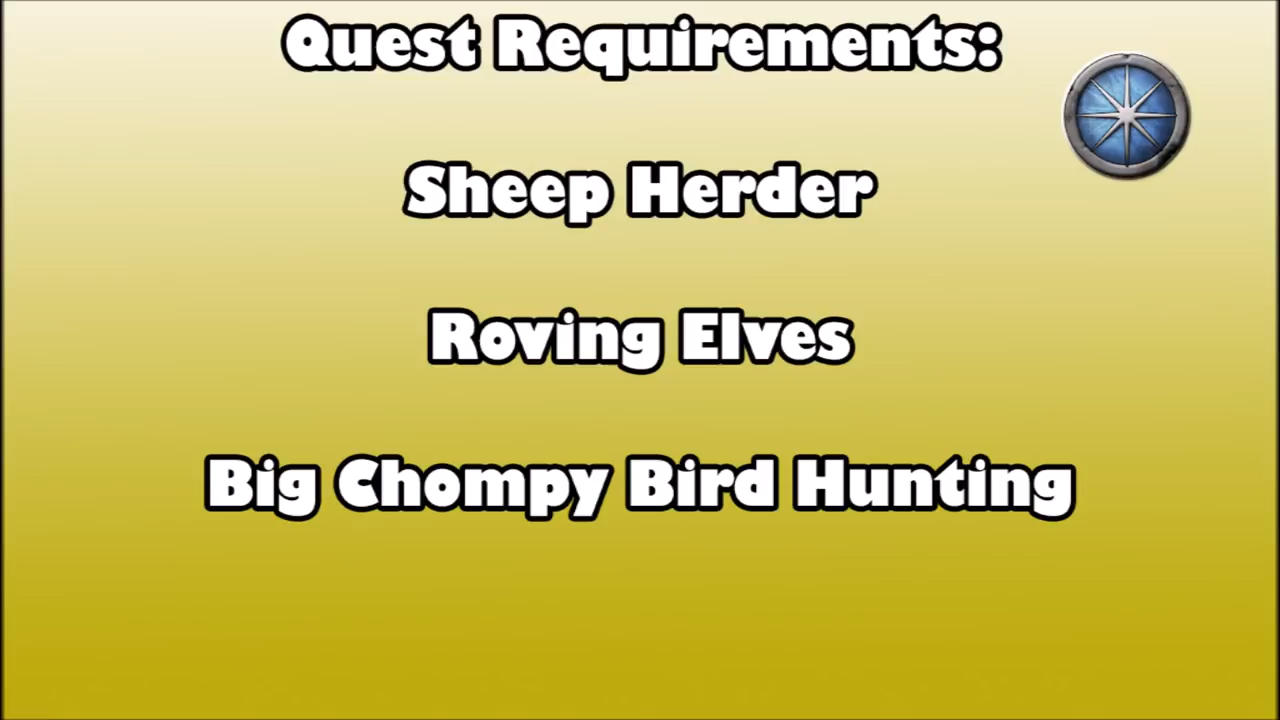 Quest Requirements:
Sheep Herder
Roving Elves
Big Chompy Bird Hunting